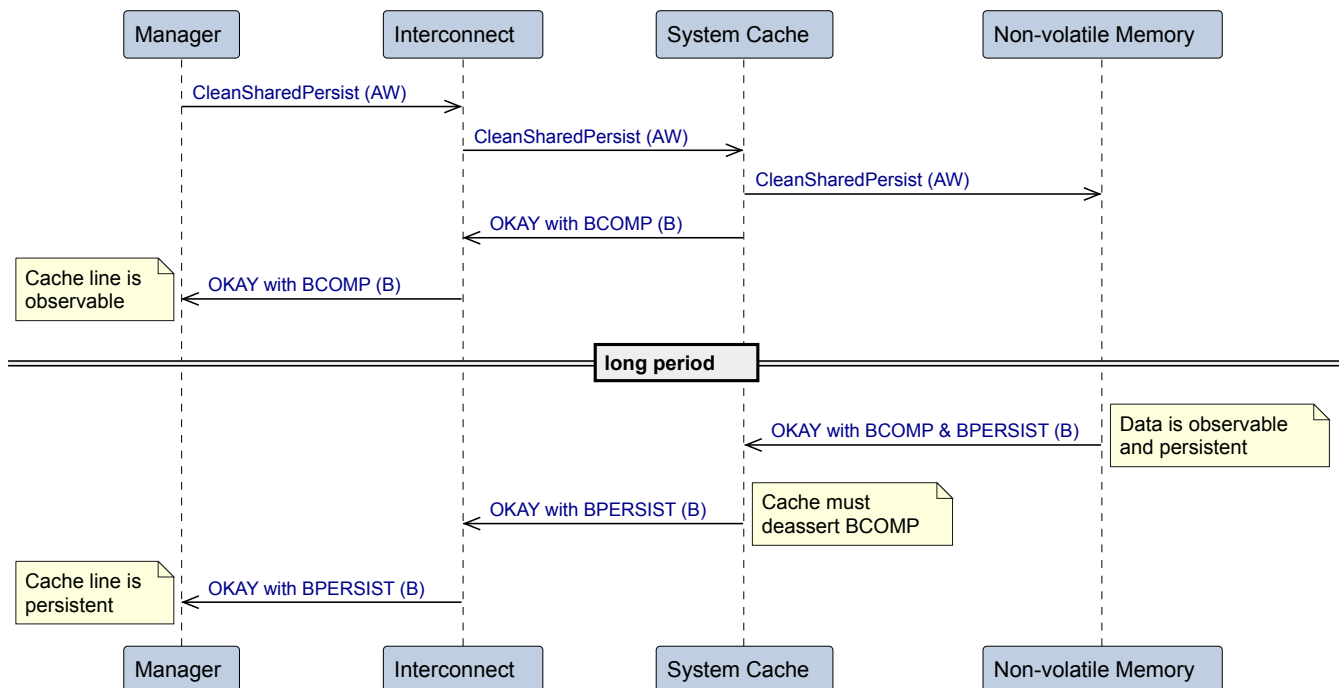 Manager
Interconnect
System Cache
Non-volatile Memory
CleanSharedPersist (AW)
CleanSharedPersist (AW)
CleanSharedPersist (AW)
OKAY with BCOMP (B)
Cache line is
observable
OKAY with BCOMP (B)
long period
OKAY with BCOMP & BPERSIST (B)
Data is observable
and persistent
OKAY with BPERSIST (B)
Cache must
deassert BCOMP
Cache line is
persistent
OKAY with BPERSIST (B)
Manager
Interconnect
System Cache
Non-volatile Memory